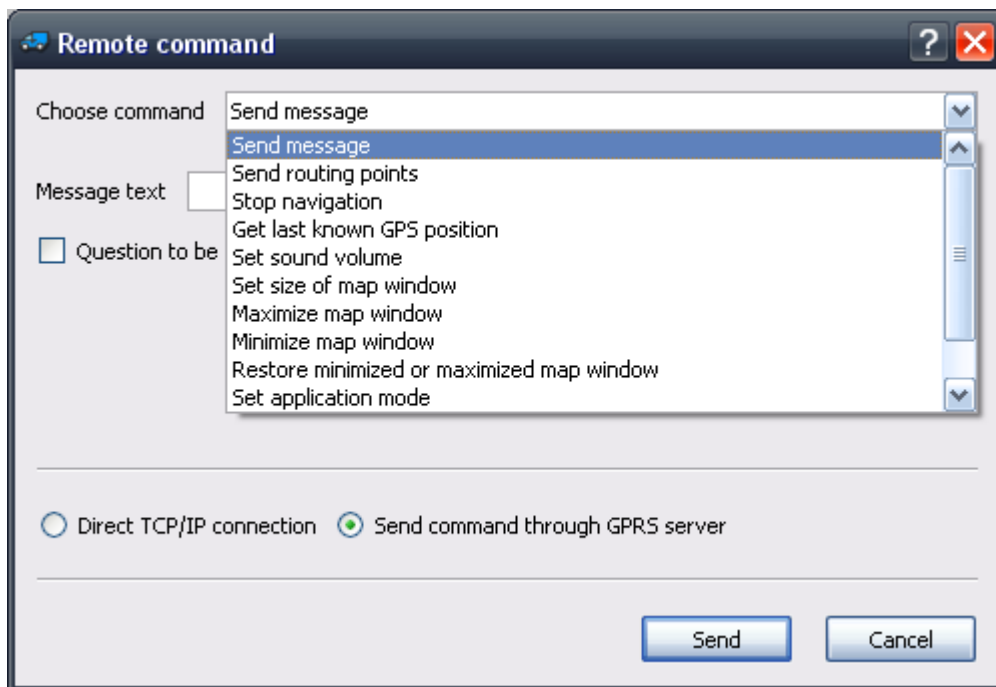 Remote command
Choose command Send message
Send message
Send routing points
Stop navigation
Message text
Get last known GPS position
Question to be
Set sound volume
Set size of map window
Maximize map window
Minimize map window
Restore minimized or maximized map window
Set application mode
Direct TCP/IP connection Send command through GPRS server
Send Cancel